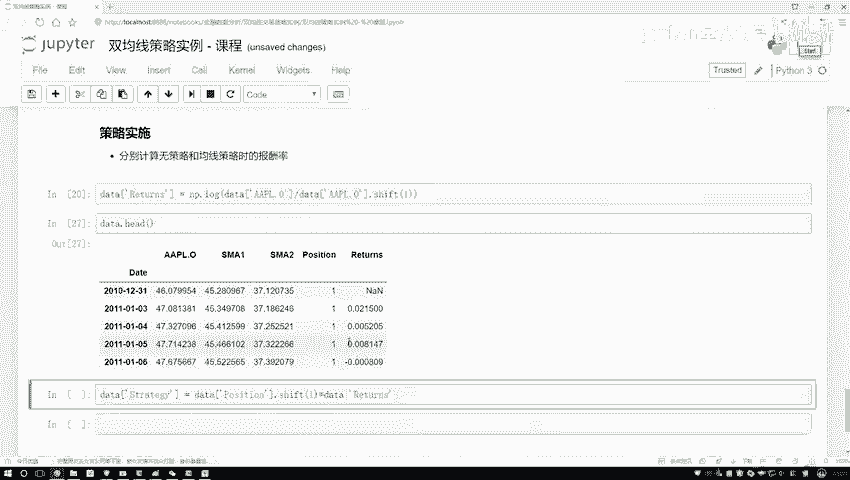 http://localhost
jupyter 双均线策略实例 - 课程 (unsaved changes)
File Edit View Insert Cell Kernel Widgets Help
Trusted Python 3
Code
策略实施
分别计算无策略和均线策略时的报酬率
In [20]: data['Returns'] = np.log(data['AAPL.O']/data['AAPL.O'].shift(1))
In [27]: data.head()
Out[27]:
AAPL.O SMA1 SMA2 Position Returns
Date
2010-12-31 46.079954 45.280967 37.120735 1 NaN
2011-01-03 47.081381 45.349708 37.186246 1 0.021500
2011-01-04 47.327096 45.412599 37.252521 1 0.005205
2011-01-05 47.714238 45.466102 37.322266 1 0.008147
2011-01-06 47.675667 45.522565 37.392079 1 -0.000809
In [ ]: data['Strategy'] = data['Position'].shift(1)*data['Returns']
In [ ]: